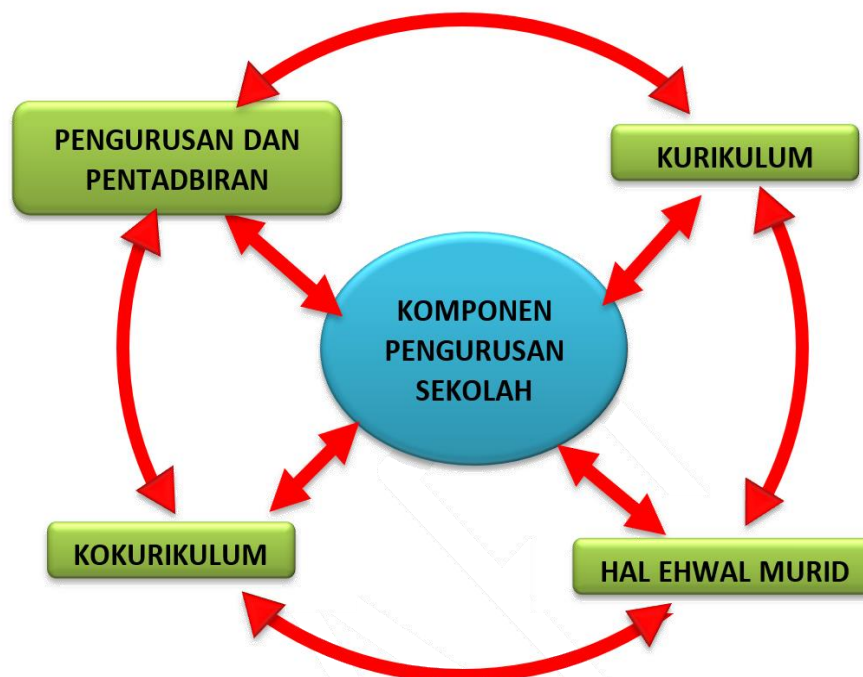 PENGURUSAN DAN
PENTADBIRAN
KURIKULUM
KOMPONEN
PENGURUSAN
SEKOLAH
KOKURIKULUM
HAL EHWAL MURID